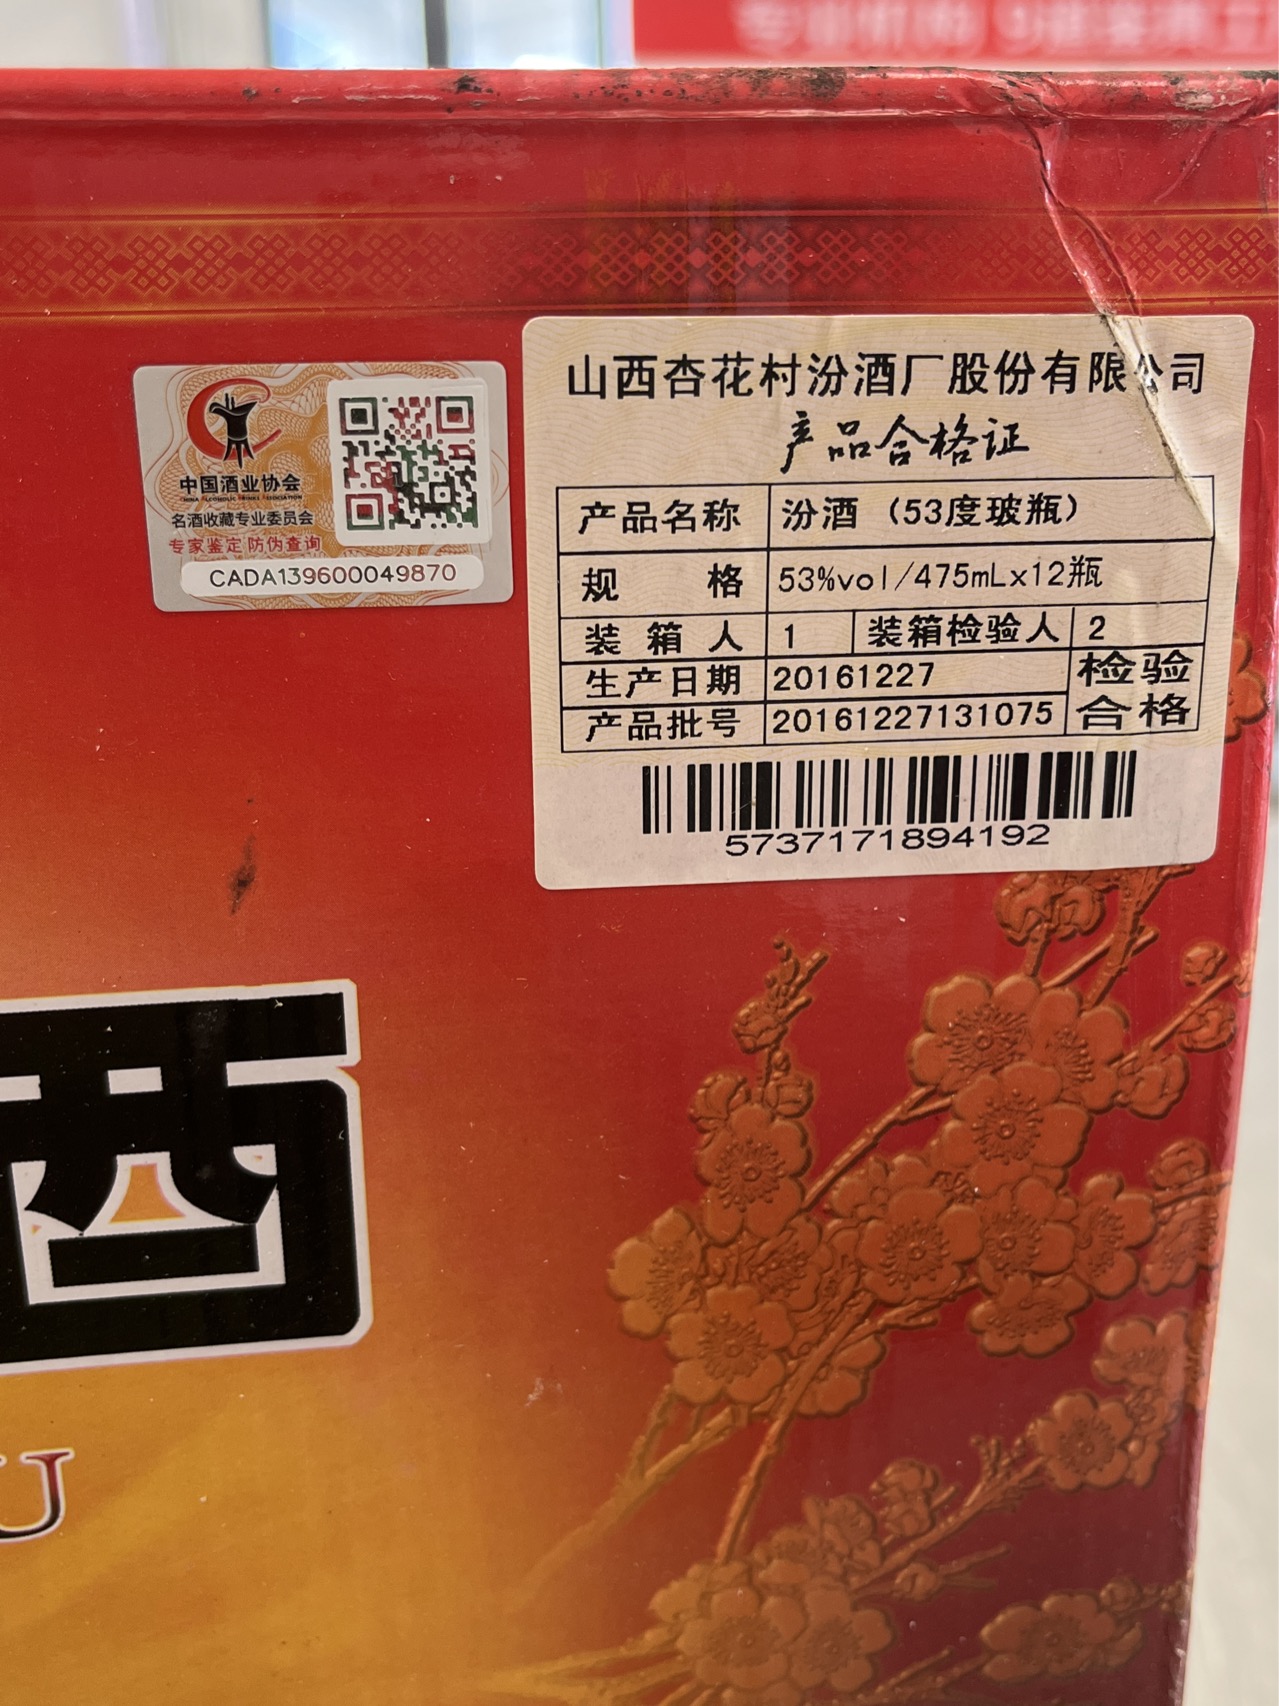 中国酒业协会
CHINA ALCOHOLIC DRINKS ASSOCIATION
名酒收藏专业委员会
专家鉴定 防伪查询
CADA139600049870
山西杏花村汾酒厂股份有限公司
产品合格证
产品名称 汾酒（53度玻瓶）
规 格 53%vol/475mLx12瓶
装 箱 人 1 装箱检验人 2
生产日期 20161227 检验
产品批号 20161227131075 合格
5737171894192
U